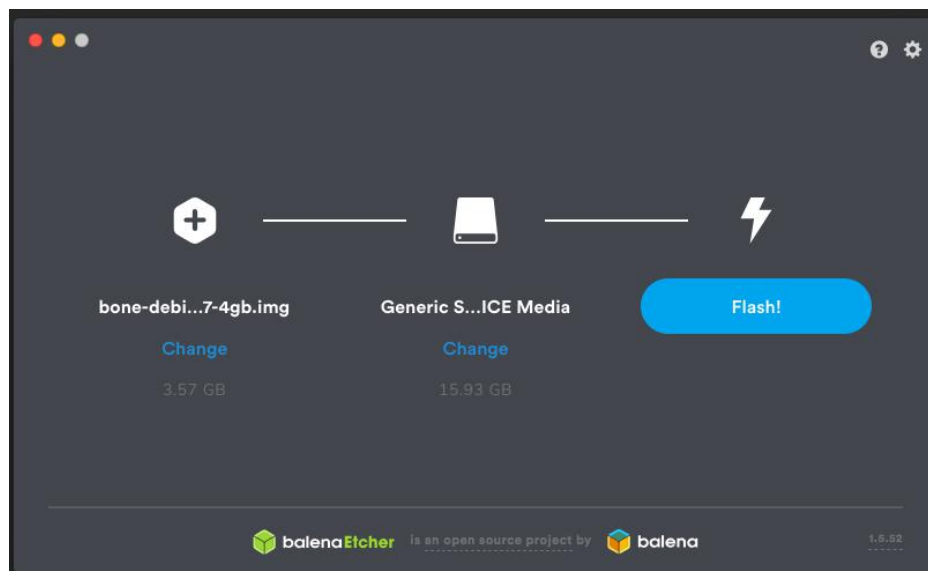 bone-debi...7-4gb.img
Generic S...ICE Media
Flash!
Change
Change
3.57 GB
15.93 GB
balenaEtcher is an open source project by balena
1.5.52